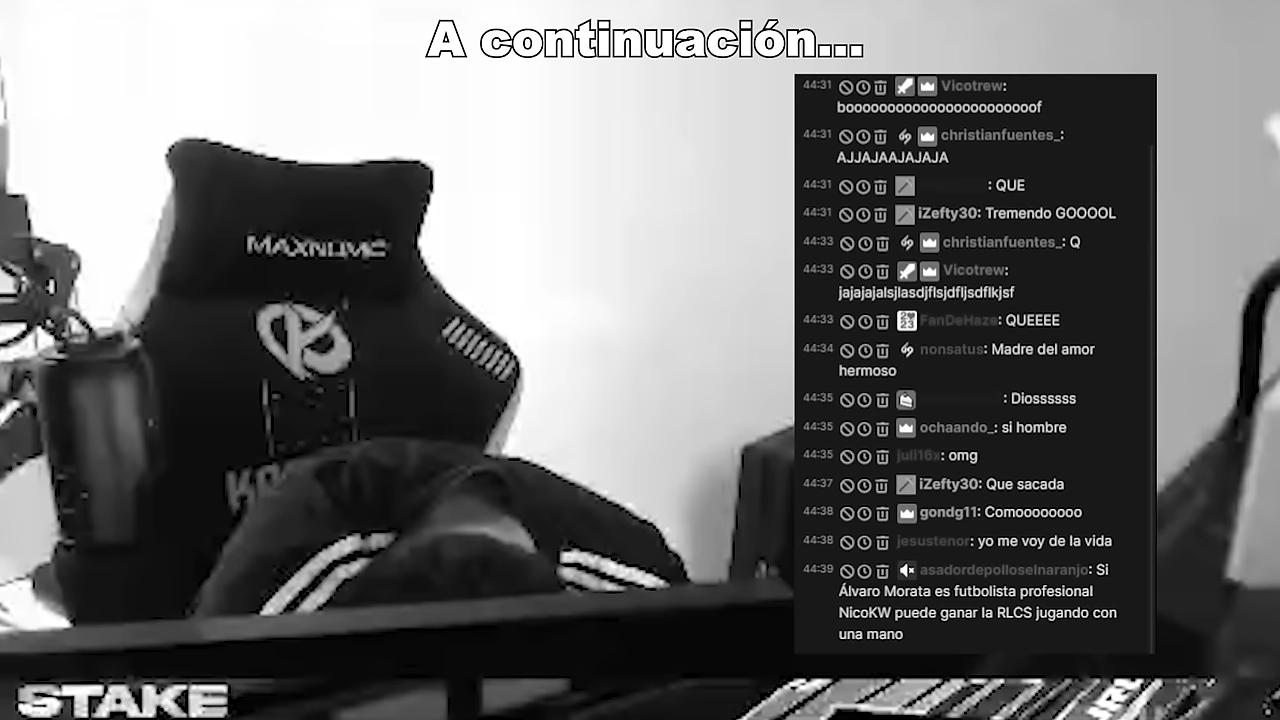 A continuación...
44:31 Vicotrew:
booooooooooooooooooooooof
44:31 christianfuentes_:
AJJAJAAJAJAJA
44:31 : QUE
44:31 iZefty30: Tremendo GOOOOL
44:33 christianfuentes_: Q
44:33 Vicotrew:
jajajajalsjlasdjflsjdfljsdflkjsf
44:33 FanDeHaze: QUEEEE
44:34 nonsatus: Madre del amor
hermoso
44:35 : Diossssss
44:35 ochaando_: si hombre
44:35 juli16x: omg
44:37 iZefty30: Que sacada
44:38 gondg11: Comoooooooo
44:38 jesustenor: yo me voy de la vida
44:39 asadordepolloselnaranjo: Si
Álvaro Morata es futbolista profesional
NicoKW puede ganar la RLCS jugando con
una mano
MAXNOMIC
STAKE